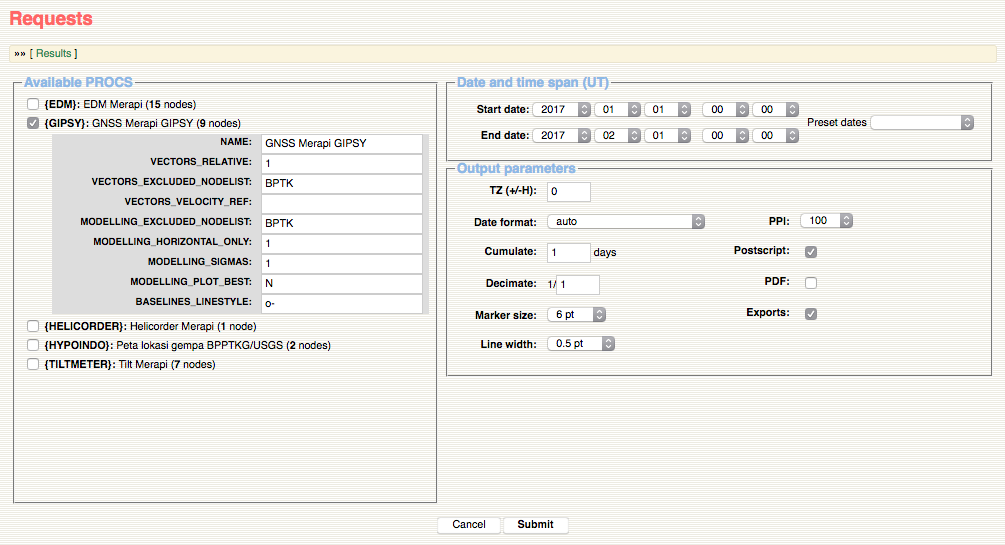 Requests
»» [ Results ]
Available PROCS
{EDM}: EDM Merapi (15 nodes)
{GIPSY}: GNSS Merapi GIPSY (9 nodes)
NAME: GNSS Merapi GIPSY
VECTORS_RELATIVE: 1
VECTORS_EXCLUDED_NODELIST: BPTK
VECTORS_VELOCITY_REF:
MODELLING_EXCLUDED_NODELIST: BPTK
MODELLING_HORIZONTAL_ONLY: 1
MODELLING_SIGMAS: 1
MODELLING_PLOT_BEST: N
BASELINES_LINESTYLE: o-
{HELICORDER}: Helicorder Merapi (1 node)
{HYPOINDO}: Peta lokasi gempa BPPTKG/USGS (2 nodes)
{TILTMETER}: Tilt Merapi (7 nodes)
Date and time span (UT)
Start date: 2017 01 01 00 00
End date: 2017 02 01 00 00
Preset dates
Output parameters
TZ (+/-H): 0
Date format: auto
PPI: 100
Cumulate: 1 days
Postscript:
Decimate: 1/ 1
PDF:
Marker size: 6 pt
Exports:
Line width: 0.5 pt
Cancel Submit